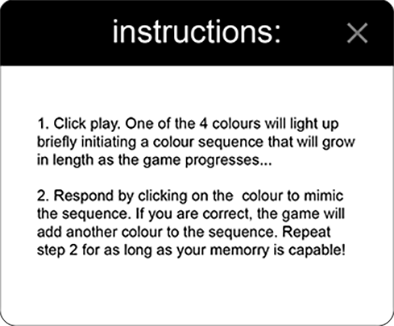 instructions:
1. Click play. One of the 4 colours will light up
briefly initiating a colour sequence that will grow
in length as the game progresses...
2. Respond by clicking on the  colour to mimic
the sequence. If you are correct, the game will
add another colour to the sequence. Repeat
step 2 for as long as your memorry is capable!